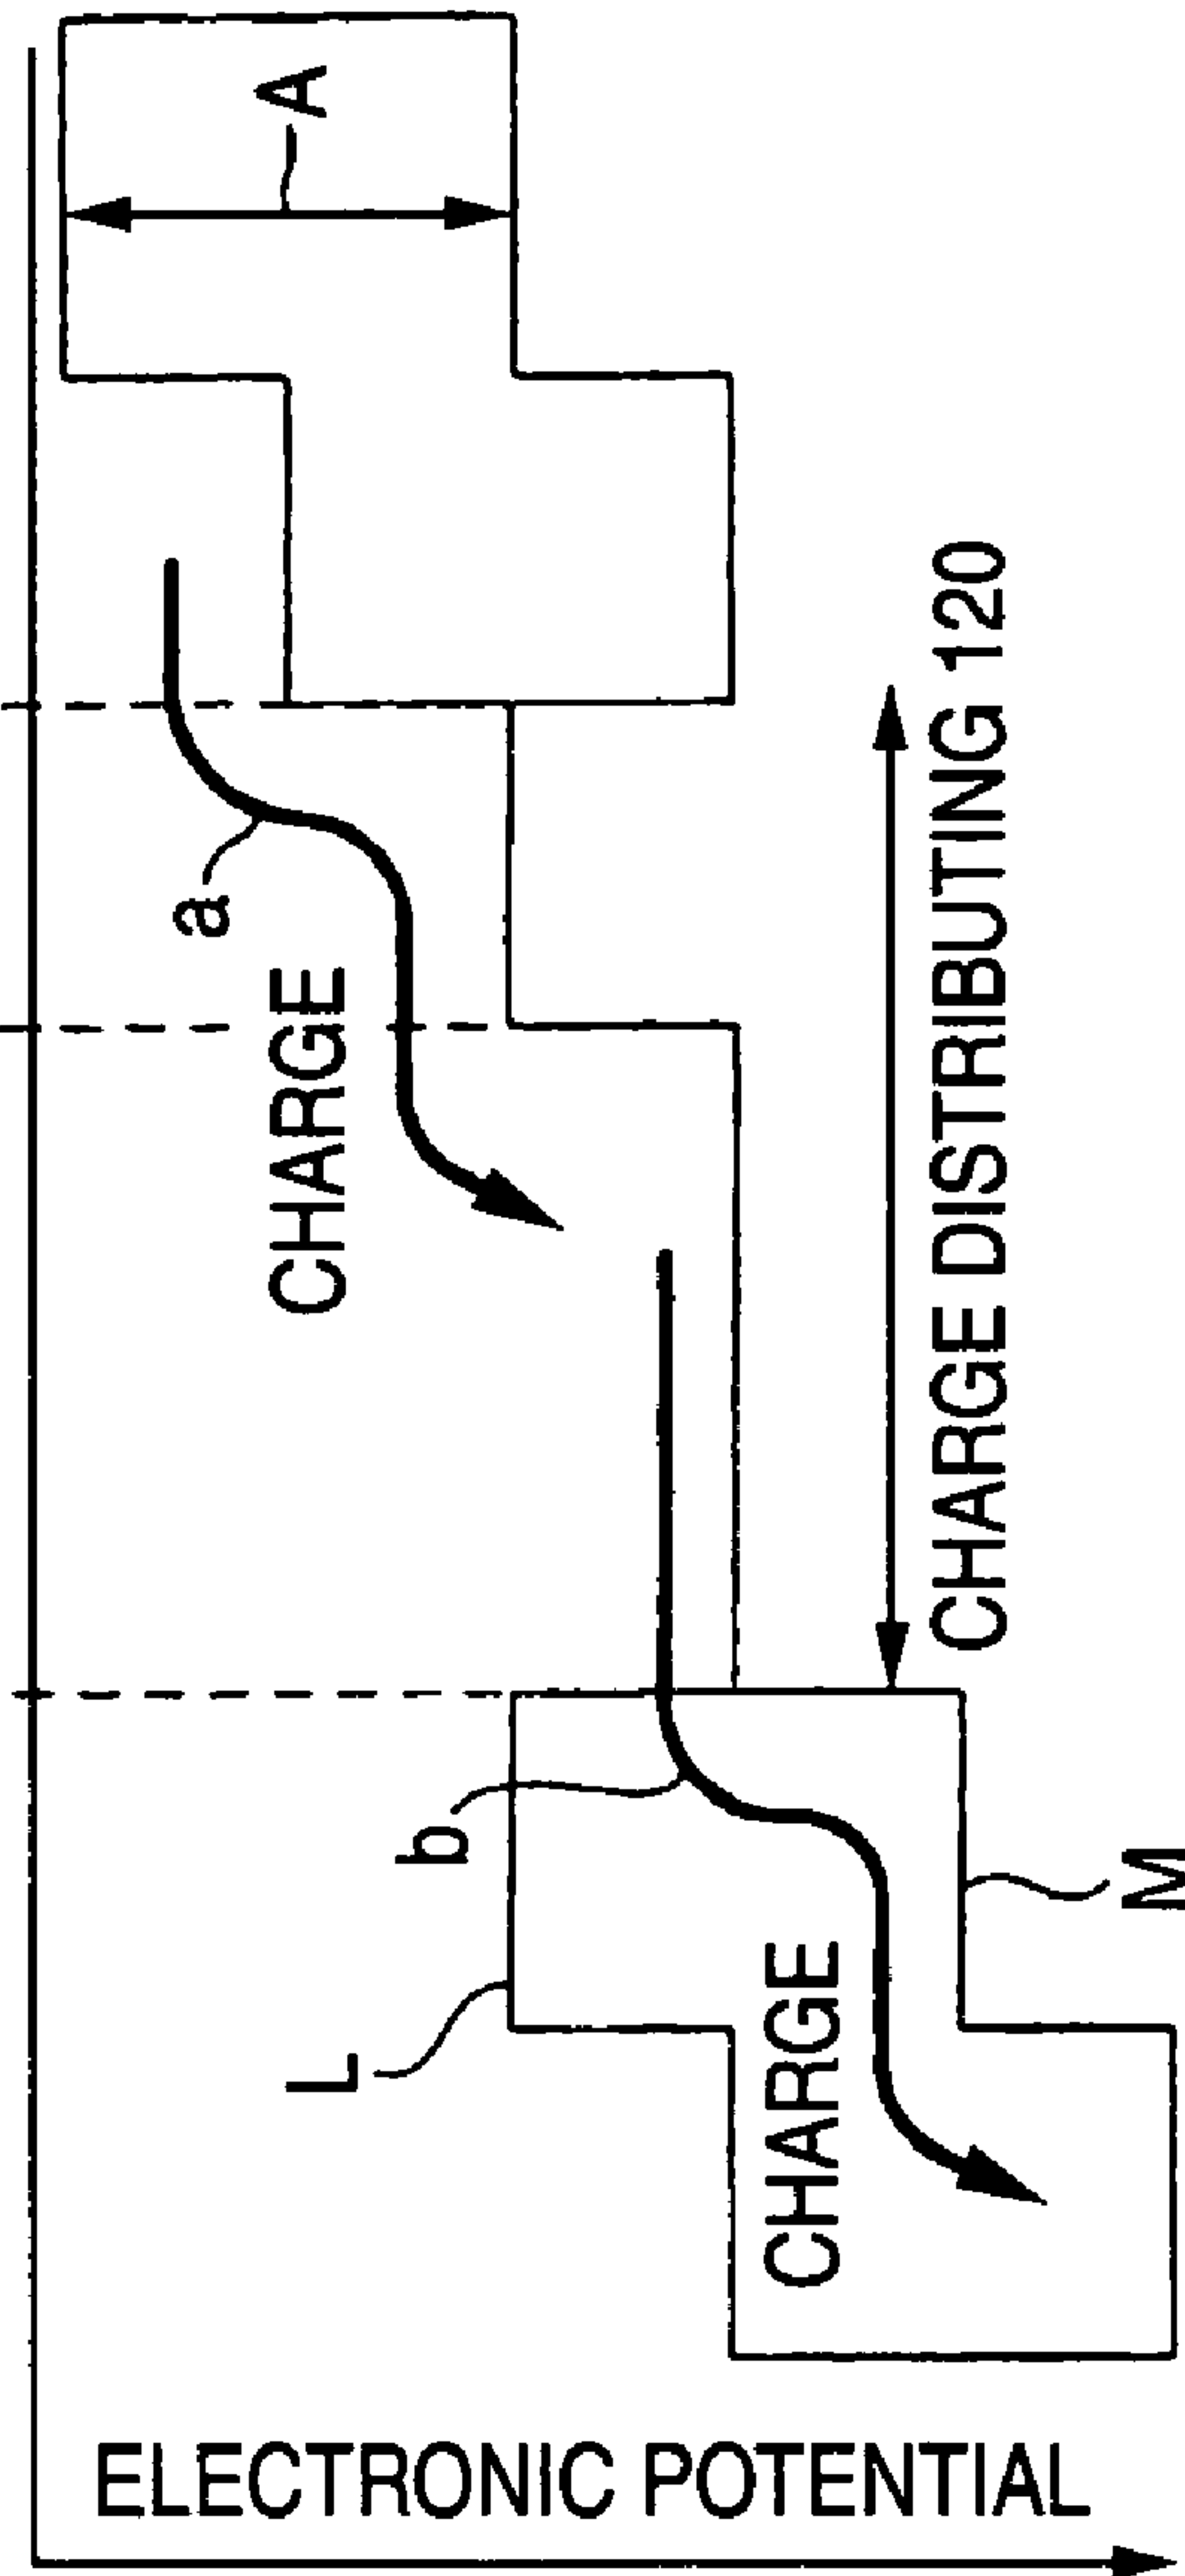 ELECTRONIC POTENTIAL
L
b
CHARGE
M
CHARGE
a
A
CHARGE DISTRIBUTING 120